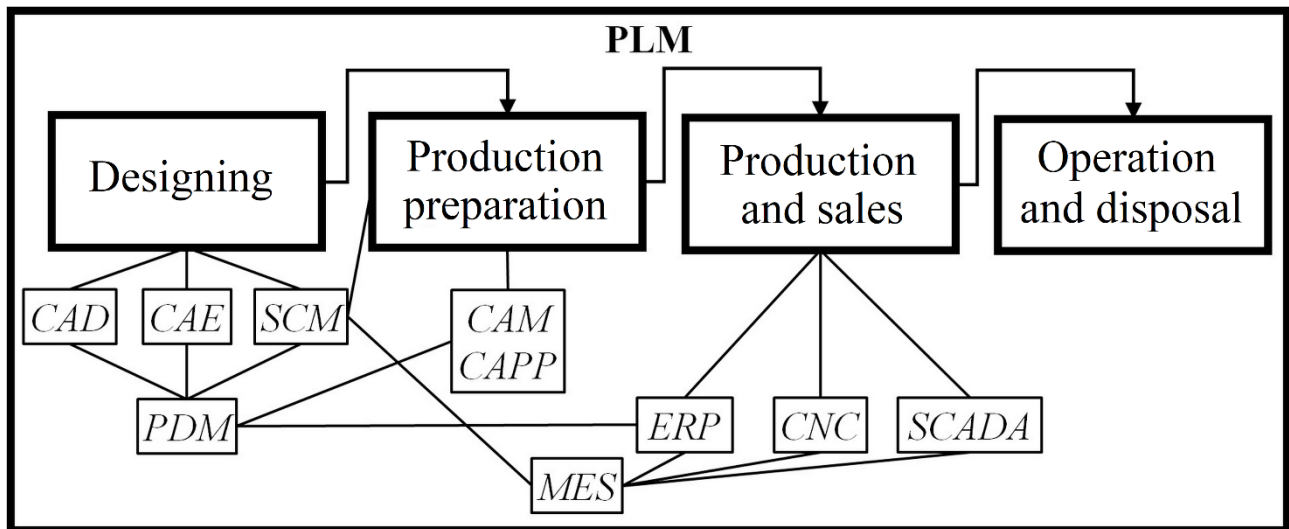 PLM
Designing
Production
preparation
Production
and sales
Operation
and disposal
CAD
CAE
SCM
CAM
CAPP
PDM
ERP
CNC
SCADA
MES